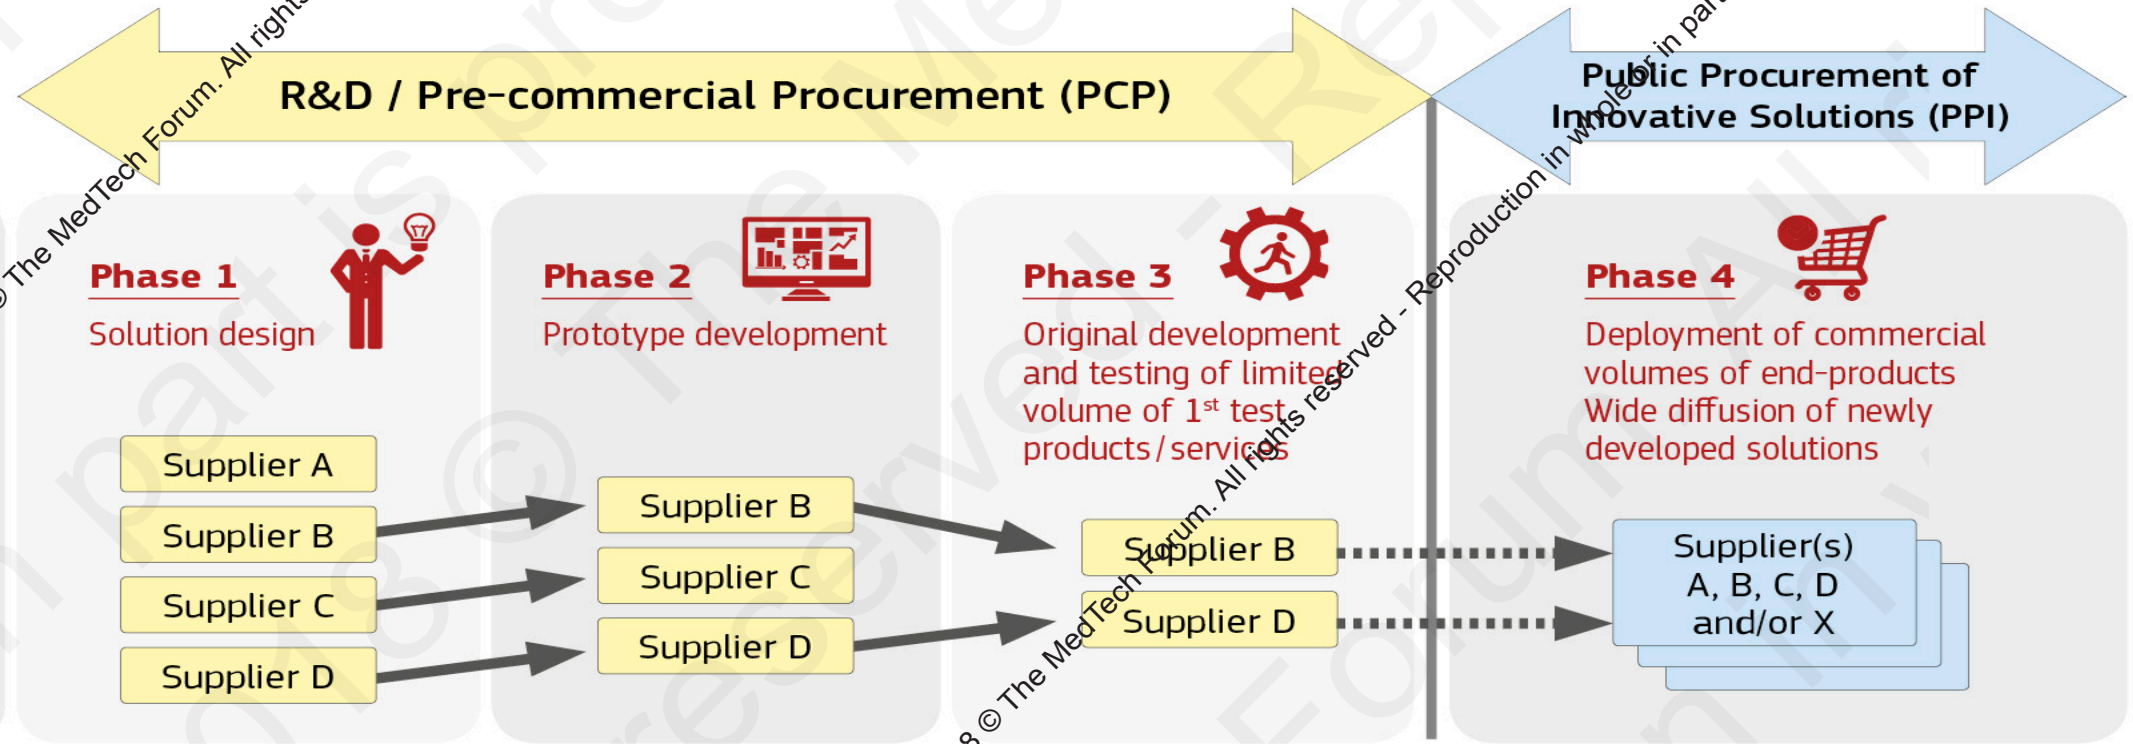 R&D / Pre-commercial Procurement (PCP)
Public Procurement of
Innovative Solutions (PPI)
Phase 1
Solution design
Supplier A
Supplier B
Supplier C
Supplier D
Phase 2
Prototype development
Supplier B
Supplier C
Supplier D
Phase 3
Original development
and testing of limited
volume of 1st test
products/services
Supplier B
Supplier D
Phase 4
Deployment of commercial
volumes of end-products
Wide diffusion of newly
developed solutions
Supplier(s)
A, B, C, D
and/or X
© The MedTech Forum. All rights
8 © The MedTech Forum. All rights reserved - Reproduction in whole or in part